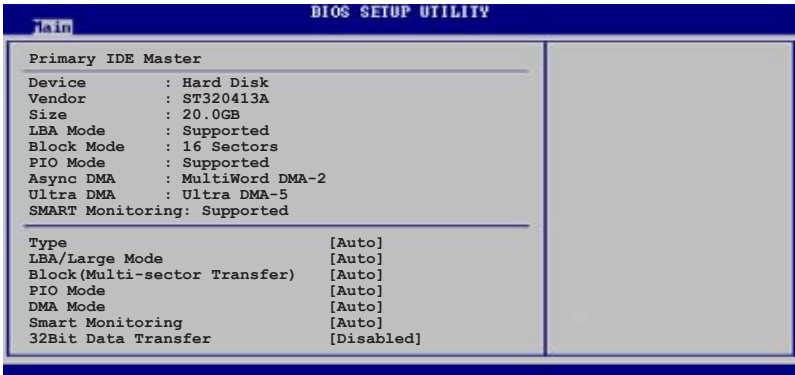 BIOS SETUP UTILITY
Main
Primary IDE Master
Device : Hard Disk
Vendor : ST320413A
Size : 20.0GB
LBA Mode : Supported
Block Mode : 16 Sectors
PIO Mode : Supported
Async DMA : MultiWord DMA-2
Ultra DMA : Ultra DMA-5
SMART Monitoring: Supported
Type [Auto]
LBA/Large Mode [Auto]
Block(Multi-sector Transfer) [Auto]
PIO Mode [Auto]
DMA Mode [Auto]
Smart Monitoring [Auto]
32Bit Data Transfer [Disabled]